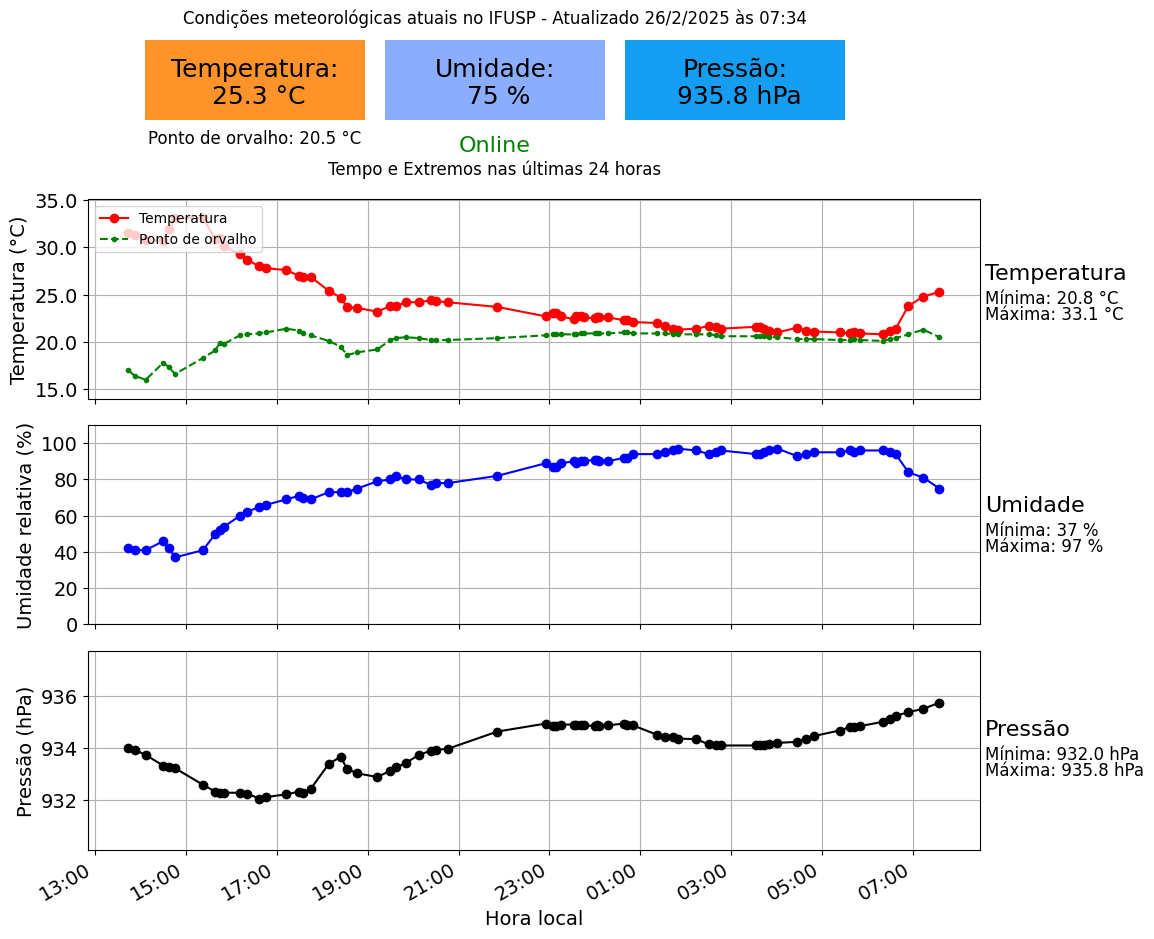 Condições meteorológicas atuais no IFUSP - Atualizado 26/2/2025 às 07:34
Temperatura:
25.3 °C
Umidade:
75 %
Pressão:
935.8 hPa
Ponto de orvalho: 20.5 °C
Online
Tempo e Extremos nas últimas 24 horas
Temperatura (°C)
35.0
30.0
25.0
20.0
15.0
Temperatura
Ponto de orvalho
Temperatura
Mínima: 20.8 °C
Máxima: 33.1 °C
Umidade relativa (%)
100
80
60
40
20
0
Umidade
Mínima: 37 %
Máxima: 97 %
Pressão (hPa)
936
934
932
Pressão
Mínima: 932.0 hPa
Máxima: 935.8 hPa
13:00
15:00
17:00
19:00
21:00
23:00
01:00
03:00
05:00
07:00
Hora local